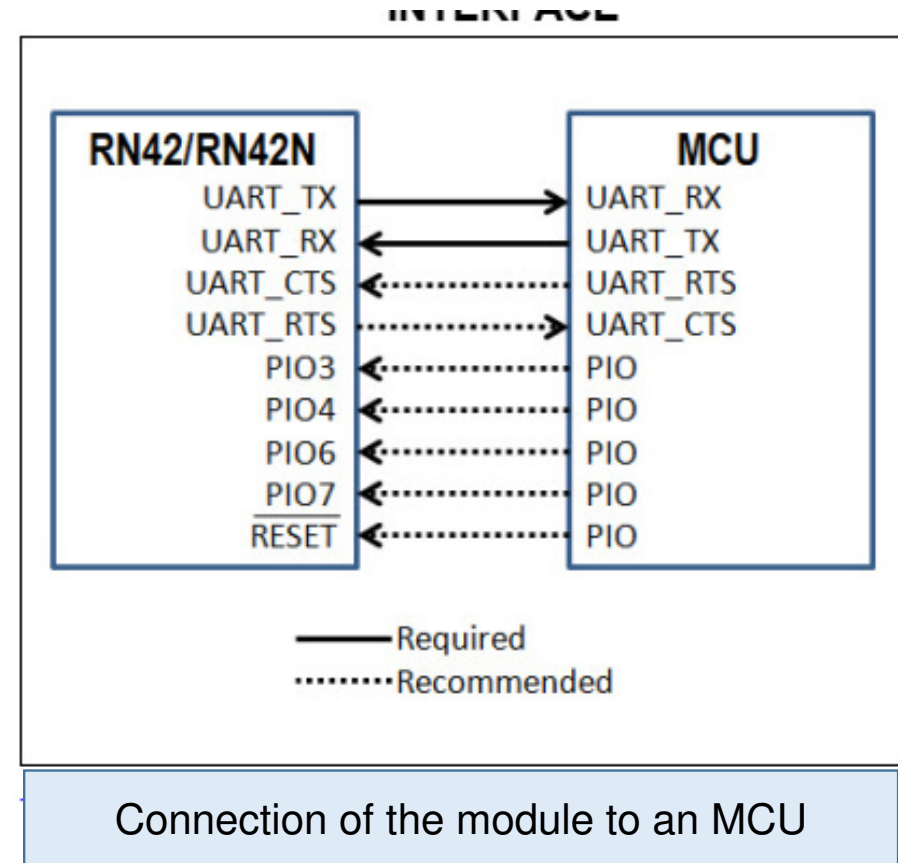 INTERFACE
RN42/RN42N MCU
UART_TX UART_RX
UART_RX UART_TX
UART_CTS UART_RTS
UART_RTS UART_CTS
PIO3 PIO
PIO4 PIO
PIO6 PIO
PIO7 PIO
RESET PIO
Required
Recommended
Connection of the module to an MCU